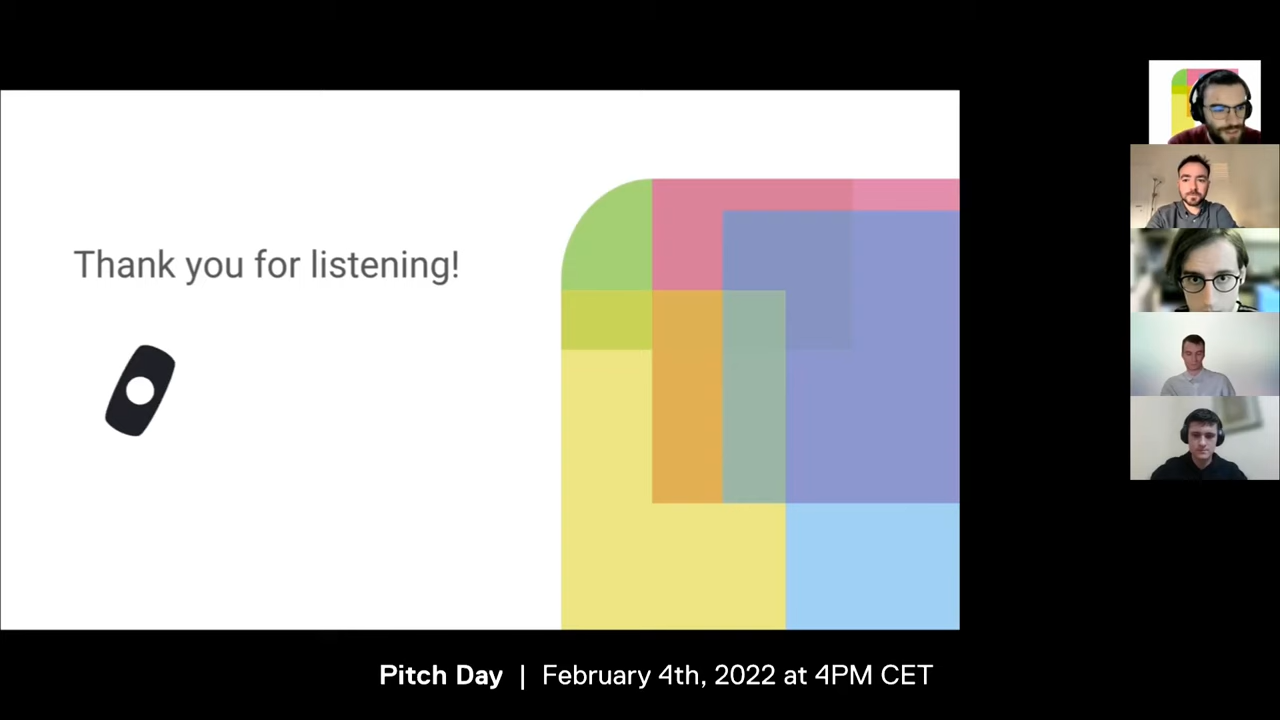 Thank you for listening!
Pitch Day | February 4th, 2022 at 4PM CET